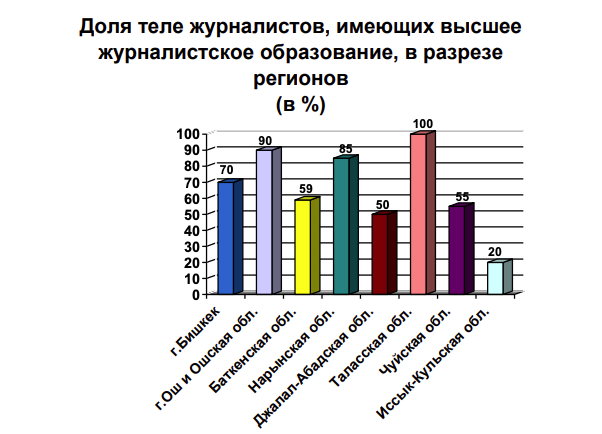 Доля теле журналистов, имеющих высшее
журналистское образование, в разрезе
регионов
(в %)
100
90
80
70
60
50
40
30
20
10
0
70
90
59
85
50
100
55
20
г.Бишкек
г.Ош и Ошская обл.
Баткенская обл.
Нарынская обл.
Джалал-Абадская обл.
Таласская обл.
Чуйская обл.
Иссык-Кульская обл.